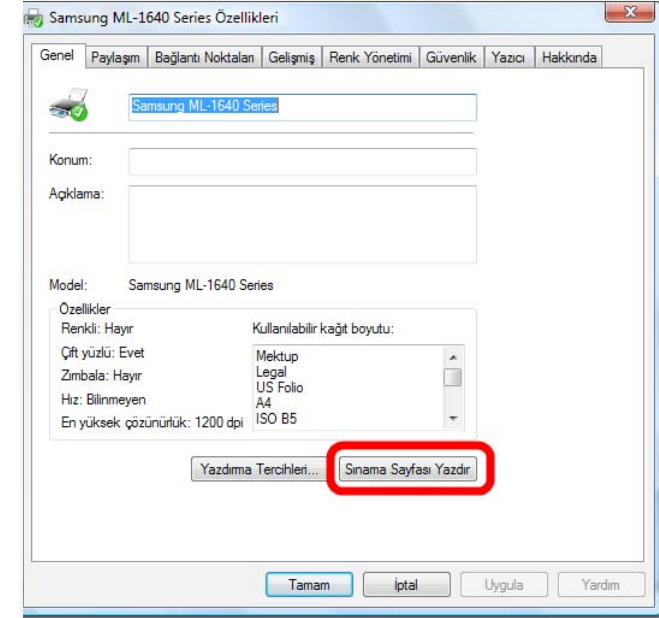 Samsung ML-1640 Series Özellikleri
Genel Paylaşım Bağlantı Noktaları Gelişmiş Renk Yönetimi Güvenlik Yazıcı Hakkında
Samsung ML-1640 Series
Konum:
Açıklama:
Model: Samsung ML-1640 Series
Özellikler
Renkli: Hayır Kullanılabilir kağıt boyutu:
Çift yüzlü: Evet
Mektup
Zımbala: Hayır
Legal
US Folio
Hız: Bilinmeyen
A4
En yüksek çözünürlük: 1200 dpi
ISO B5
Yazdırma Tercihleri... Sınama Sayfası Yazdır
Tamam İptal Uygula Yardım